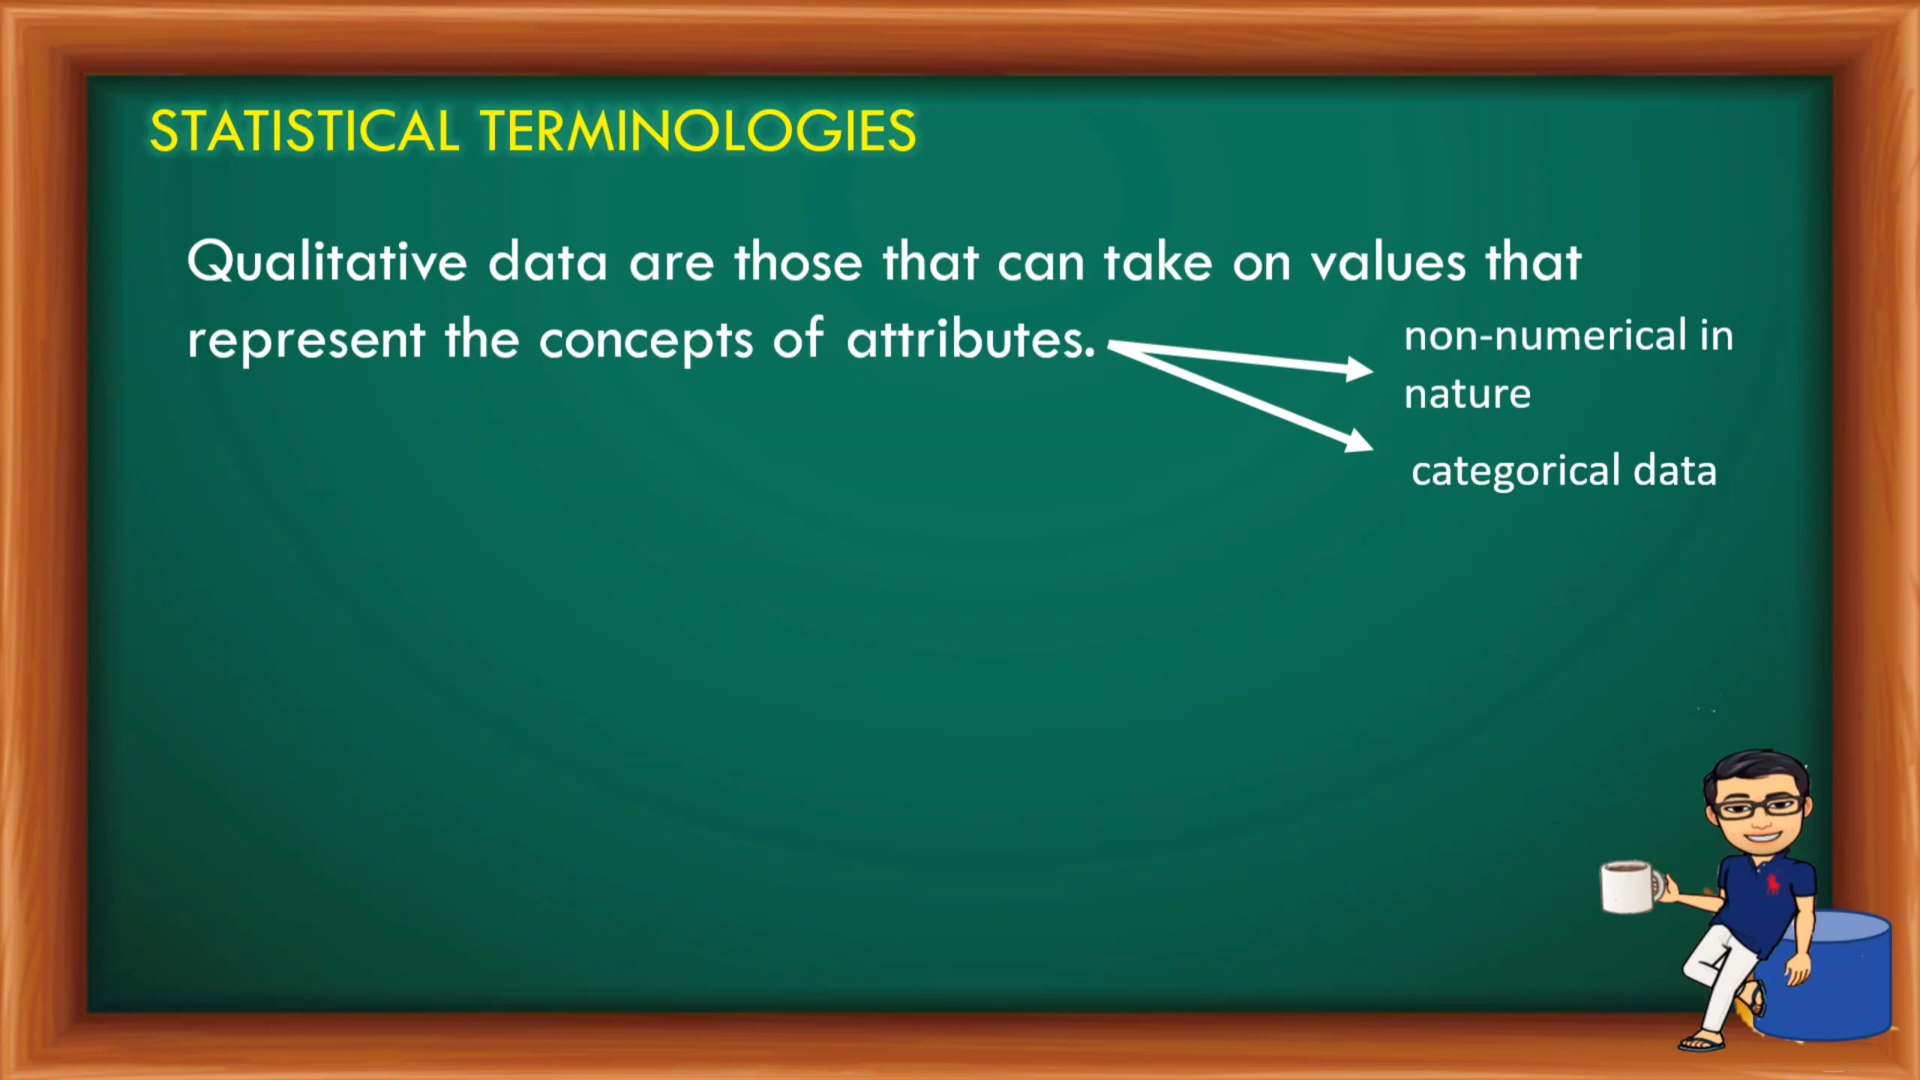 STATISTICAL TERMINOLOGIES
Qualitative data are those that can take on values that
represent the concepts of attributes.
non-numerical in
nature
categorical data